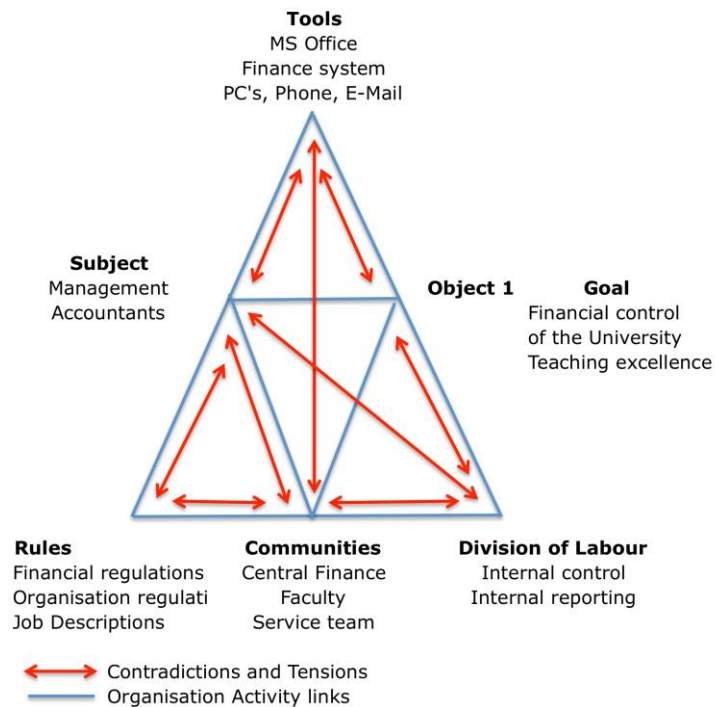 Tools
MS Office
Finance system
PC's, Phone, E-Mail
Subject
Management
Accountants
Object 1
Goal
Financial control
of the University
Teaching excellence
Rules
Financial regulations
Organisation regulati
Job Descriptions
Communities
Central Finance
Faculty
Service team
Division of Labour
Internal control
Internal reporting
Contradictions and Tensions
Organisation Activity links